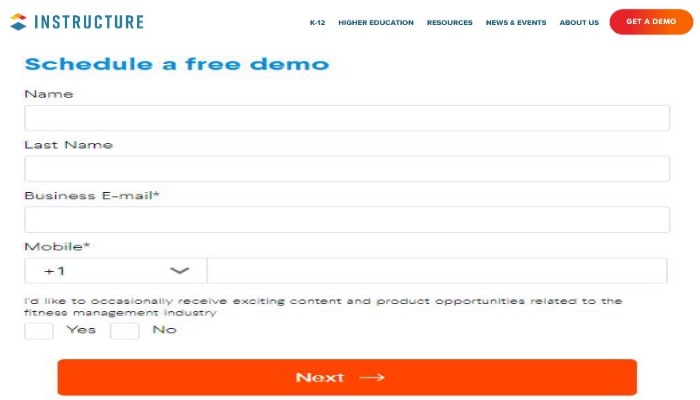 INSTRUCTURE
K-12 HIGHER EDUCATION RESOURCES NEWS & EVENTS ABOUT US GET A DEMO
Schedule a free demo
Name
Last Name
Business E-mail*
Mobile*
+1
I'd like to occasionally receive exciting content and product opportunities related to the
fitness management industry
Yes No
Next →